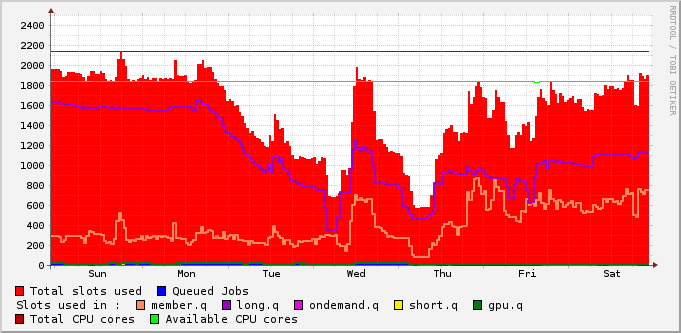 2400
2200
2000
1800
1600
1400
1200
1000
800
600
400
200
0
Sun Mon Tue Wed Thu Fri Sat
Total slots used Queued Jobs
Slots used in : member.q long.q ondemand.q short.q gpu.q
Total CPU cores Available CPU cores
RRDTOOL / TOBI OETIKER